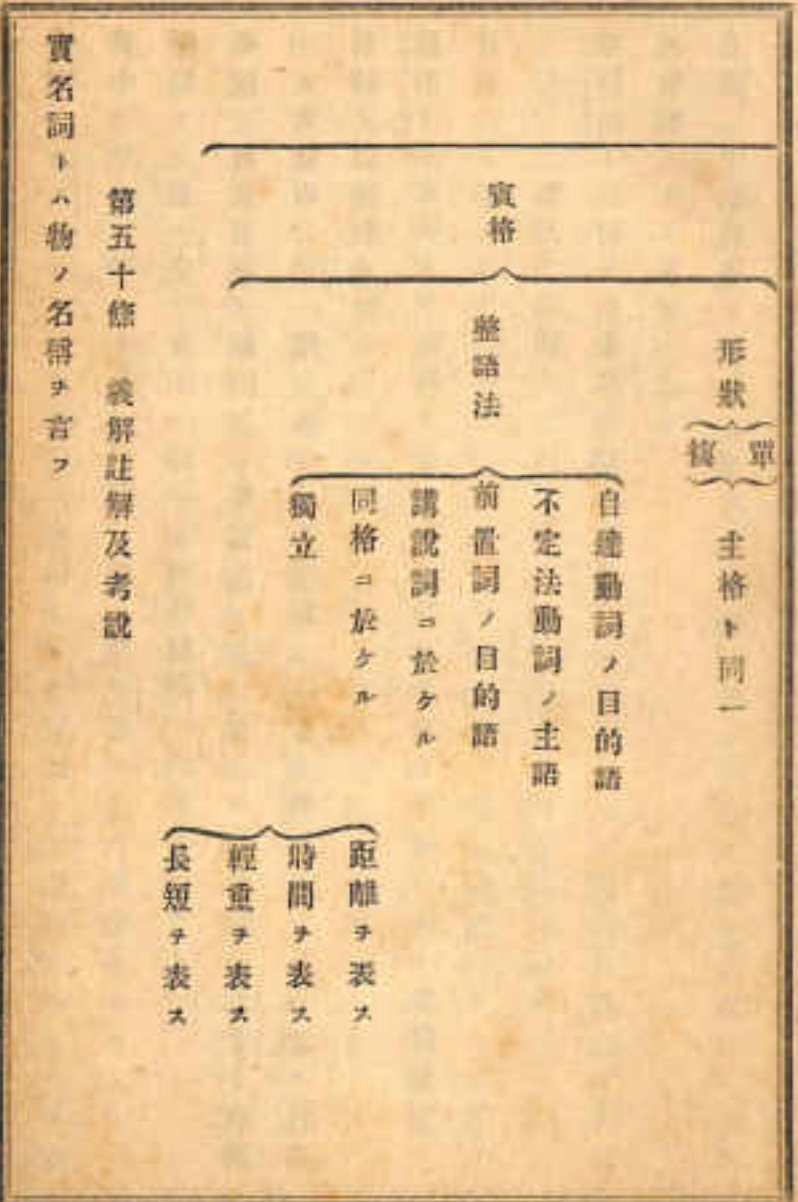 賓格
形狀
單
複
主格ト同一
整語法
自達動詞ノ目的語
不定法動詞ノ主語
前置詞ノ目的語
講說詞ニ於ケル
同格ニ於ケル
獨立
距離ヲ表ス
時間ヲ表ス
輕重ヲ表ス
長短ヲ表ス
第五十條　義解註解及考說
實名詞トハ物ノ名稱ヲ言フ